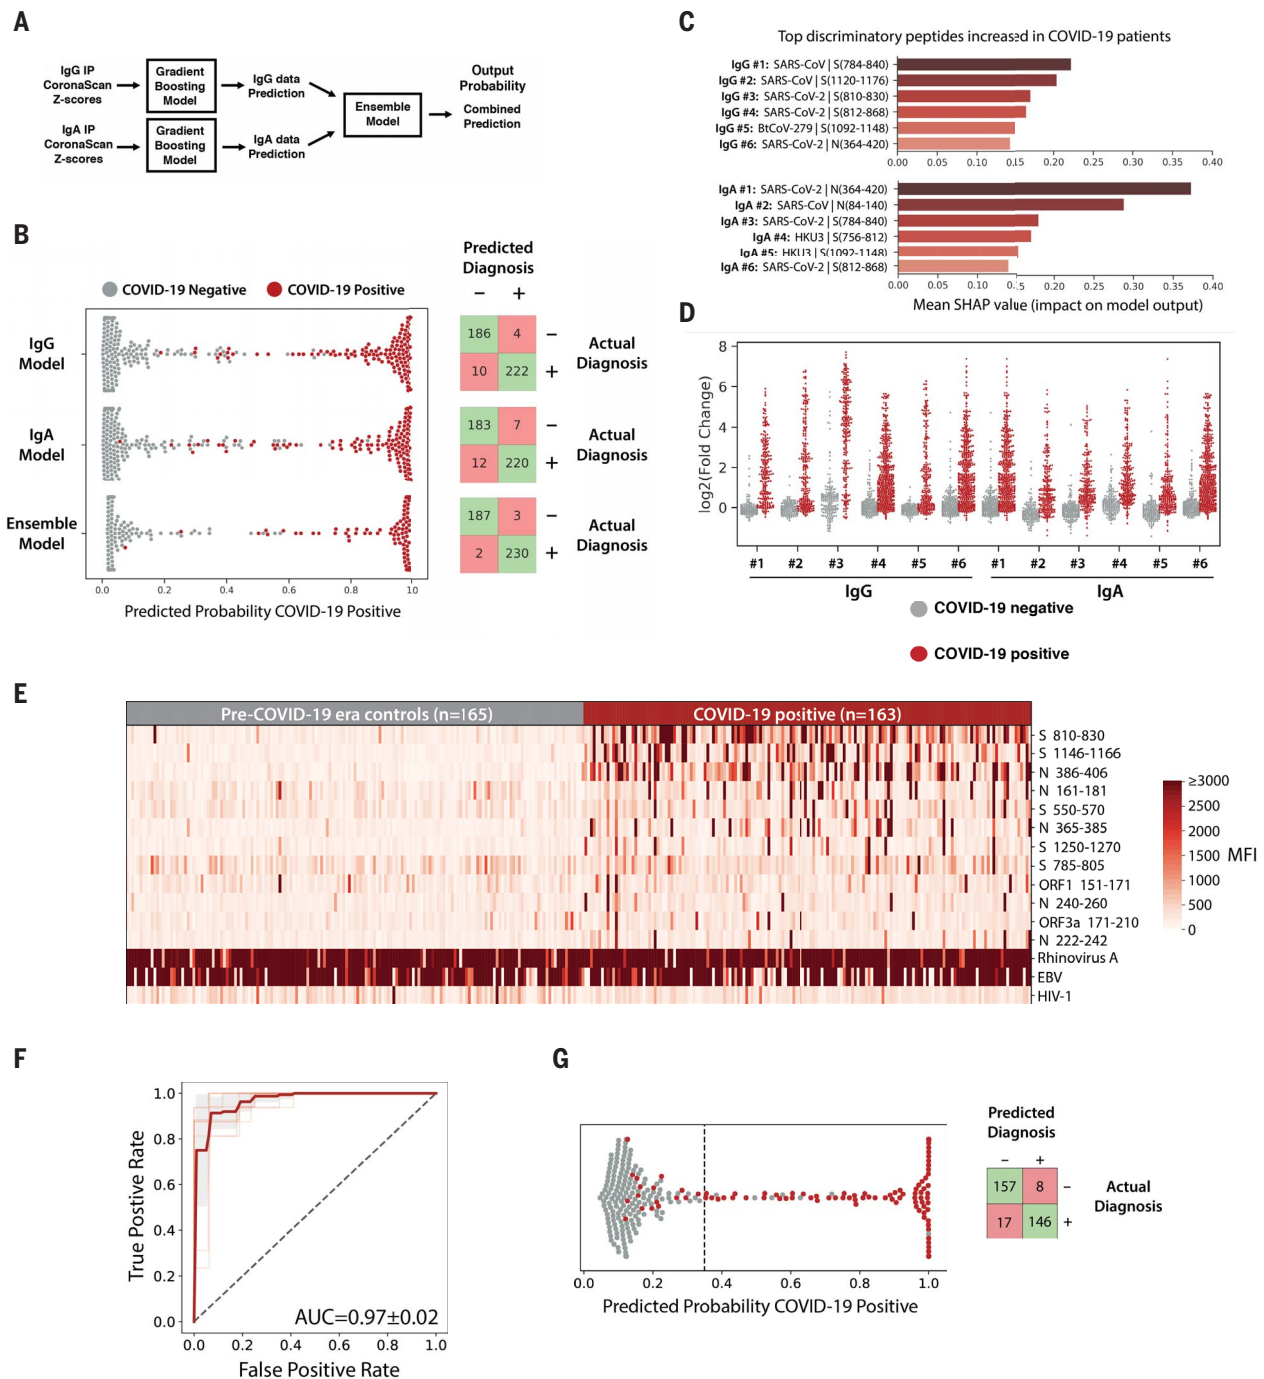 A
IgG IP
CoronaScan
Z-scores
Gradient
Boosting
Model
IgG data
Prediction
IgA IP
CoronaScan
Z-scores
Gradient
Boosting
Model
IgA data
Prediction
Ensemble
Model
Output
Probability
Combined
Prediction
B
COVID-19 Negative
COVID-19 Positive
Predicted
Diagnosis
− +
IgG
Model
186 4 −
10 222 +
Actual
Diagnosis
IgA
Model
183 7 −
12 220 +
Actual
Diagnosis
Ensemble
Model
187 3 −
2 230 +
Actual
Diagnosis
0.0 0.2 0.4 0.6 0.8 10
Predicted Probability COVID-19 Positive
C
Top discriminatory peptides increased in COVID-19 patients
IgG #1: SARS-CoV | S(784-840)
IgG #2: SARS-CoV | S(1120-1176)
IgG #3: SARS-CoV-2 | S(810-830)
IgG #4: SARS-CoV-2 | S(812-868)
IgG #5: BtCoV-279 | S(1092-1148)
IgG #6: SARS-CoV-2 | N(364-420)
0.00 0.05 0.10 0.15 0.20 0.25 0.30 0.35 0.40
IgA #1: SARS-CoV-2 | N(364-420)
IgA #2: SARS-CoV | N(84-140)
IgA #3: SARS-CoV-2 | S(784-840)
IgA #4: HKU3 | S(756-812)
IgA #5: HKU3 | S(1092-1148)
IgA #6: SARS-CoV-2 | S(812-868)
0.00 0.05 0.10 0.15 0.20 0.25 0.30 0.35 0.40
Mean SHAP value (impact on model output)
D
log2(Fold Change)
8
6
4
2
0
#1 #2 #3 #4 #5 #6 #1 #2 #3 #4 #5 #6
IgG IgA
COVID-19 negative
COVID-19 positive
E
Pre-COVID-19 era controls (n=165)
COVID-19 positive (n=163)
S 810-830
S 1146-1166
N 386-406
N 161-181
S 550-570
N 365-385
S 1250-1270
S 785-805
ORF1 151-171
N 240-260
ORF3a 171-210
N 222-242
Rhinovirus A
EBV
HIV-1
≥3000
2500
2000
1500
1000
500
0
MFI
F
True Postive Rate
1.0
0.8
0.6
0.4
0.2
0.0
AUC=0.97±0.02
0.0 0.2 0.4 0.6 0.8 1.0
False Positive Rate
G
0.0 0.2 0.4 0.6 0.8 1.0
Predicted Probability COVID-19 Positive
Predicted
Diagnosis
− +
157 8 −
17 146 +
Actual
Diagnosis